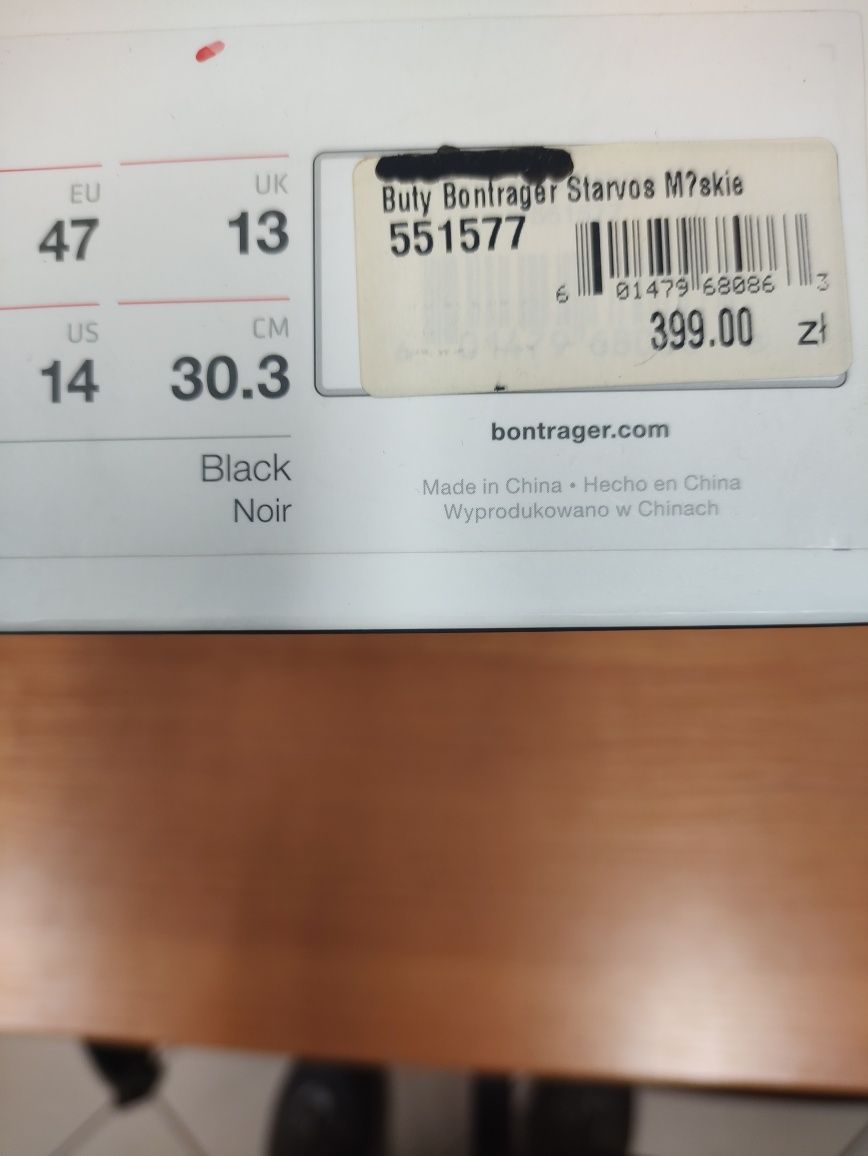 EU
UK
47
13
US
CM
14
30.3
Black
Noir
Buty Bontrager Starvos M?skie
551577
6 01479 68086 3
399.00 zł
bontrager.com
Made in China • Hecho en China
Wyprodukowano w Chinach